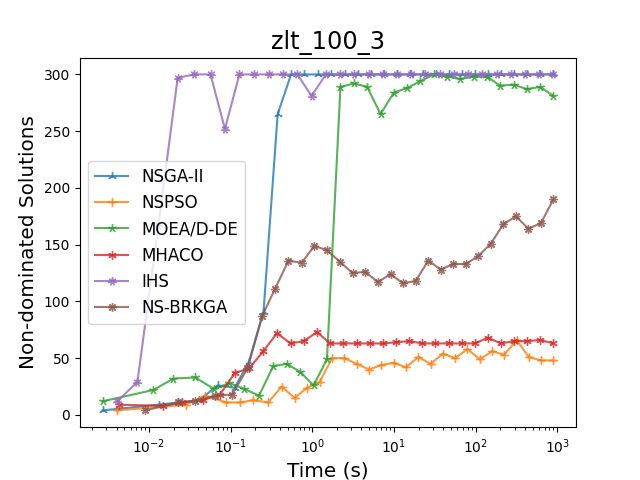 zlt_100_3
Non-dominated Solutions
300
250
200
150
100
50
0
NSGA-II
NSPSO
MOEA/D-DE
MHACO
IHS
NS-BRKGA
10⁻² 10⁻¹ 10⁰ 10¹ 10² 10³
Time (s)